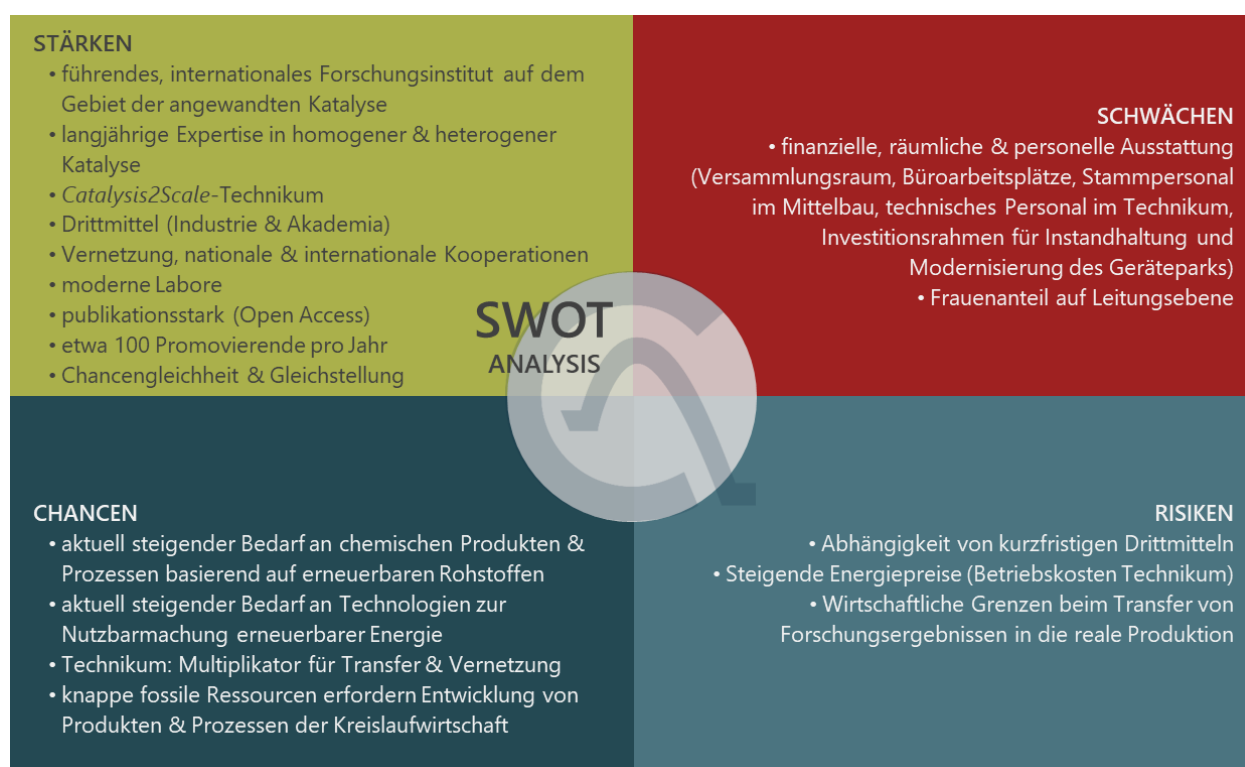 STÄRKEN
• führendes, internationales Forschungsinstitut auf dem
Gebiet der angewandten Katalyse
• langjährige Expertise in homogener & heterogener
Katalyse
• Catalysis2Scale-Technikum
• Drittmittel (Industrie & Akademia)
• Vernetzung, nationale & internationale Kooperationen
• moderne Labore
• publikationsstark (Open Access)
• etwa 100 Promovierende pro Jahr
• Chancengleichheit & Gleichstellung
SCHWÄCHEN
• finanzielle, räumliche & personelle Ausstattung
(Versammlungsraum, Büroarbeitsplätze, Stammpersonal
im Mittelbau, technisches Personal im Technikum,
Investitionsrahmen für Instandhaltung und
Modernisierung des Geräteparks)
• Frauenanteil auf Leitungsebene
SWOT
ANALYSIS
CHANCEN
• aktuell steigender Bedarf an chemischen Produkten &
Prozessen basierend auf erneuerbaren Rohstoffen
• aktuell steigender Bedarf an Technologien zur
Nutzbarmachung erneuerbarer Energie
• Technikum: Multiplikator für Transfer & Vernetzung
• knappe fossile Ressourcen erfordern Entwicklung von
Produkten & Prozessen der Kreislaufwirtschaft
RISIKEN
• Abhängigkeit von kurzfristigen Drittmitteln
• Steigende Energiepreise (Betriebskosten Technikum)
• Wirtschaftliche Grenzen beim Transfer von
Forschungsergebnissen in die reale Produktion